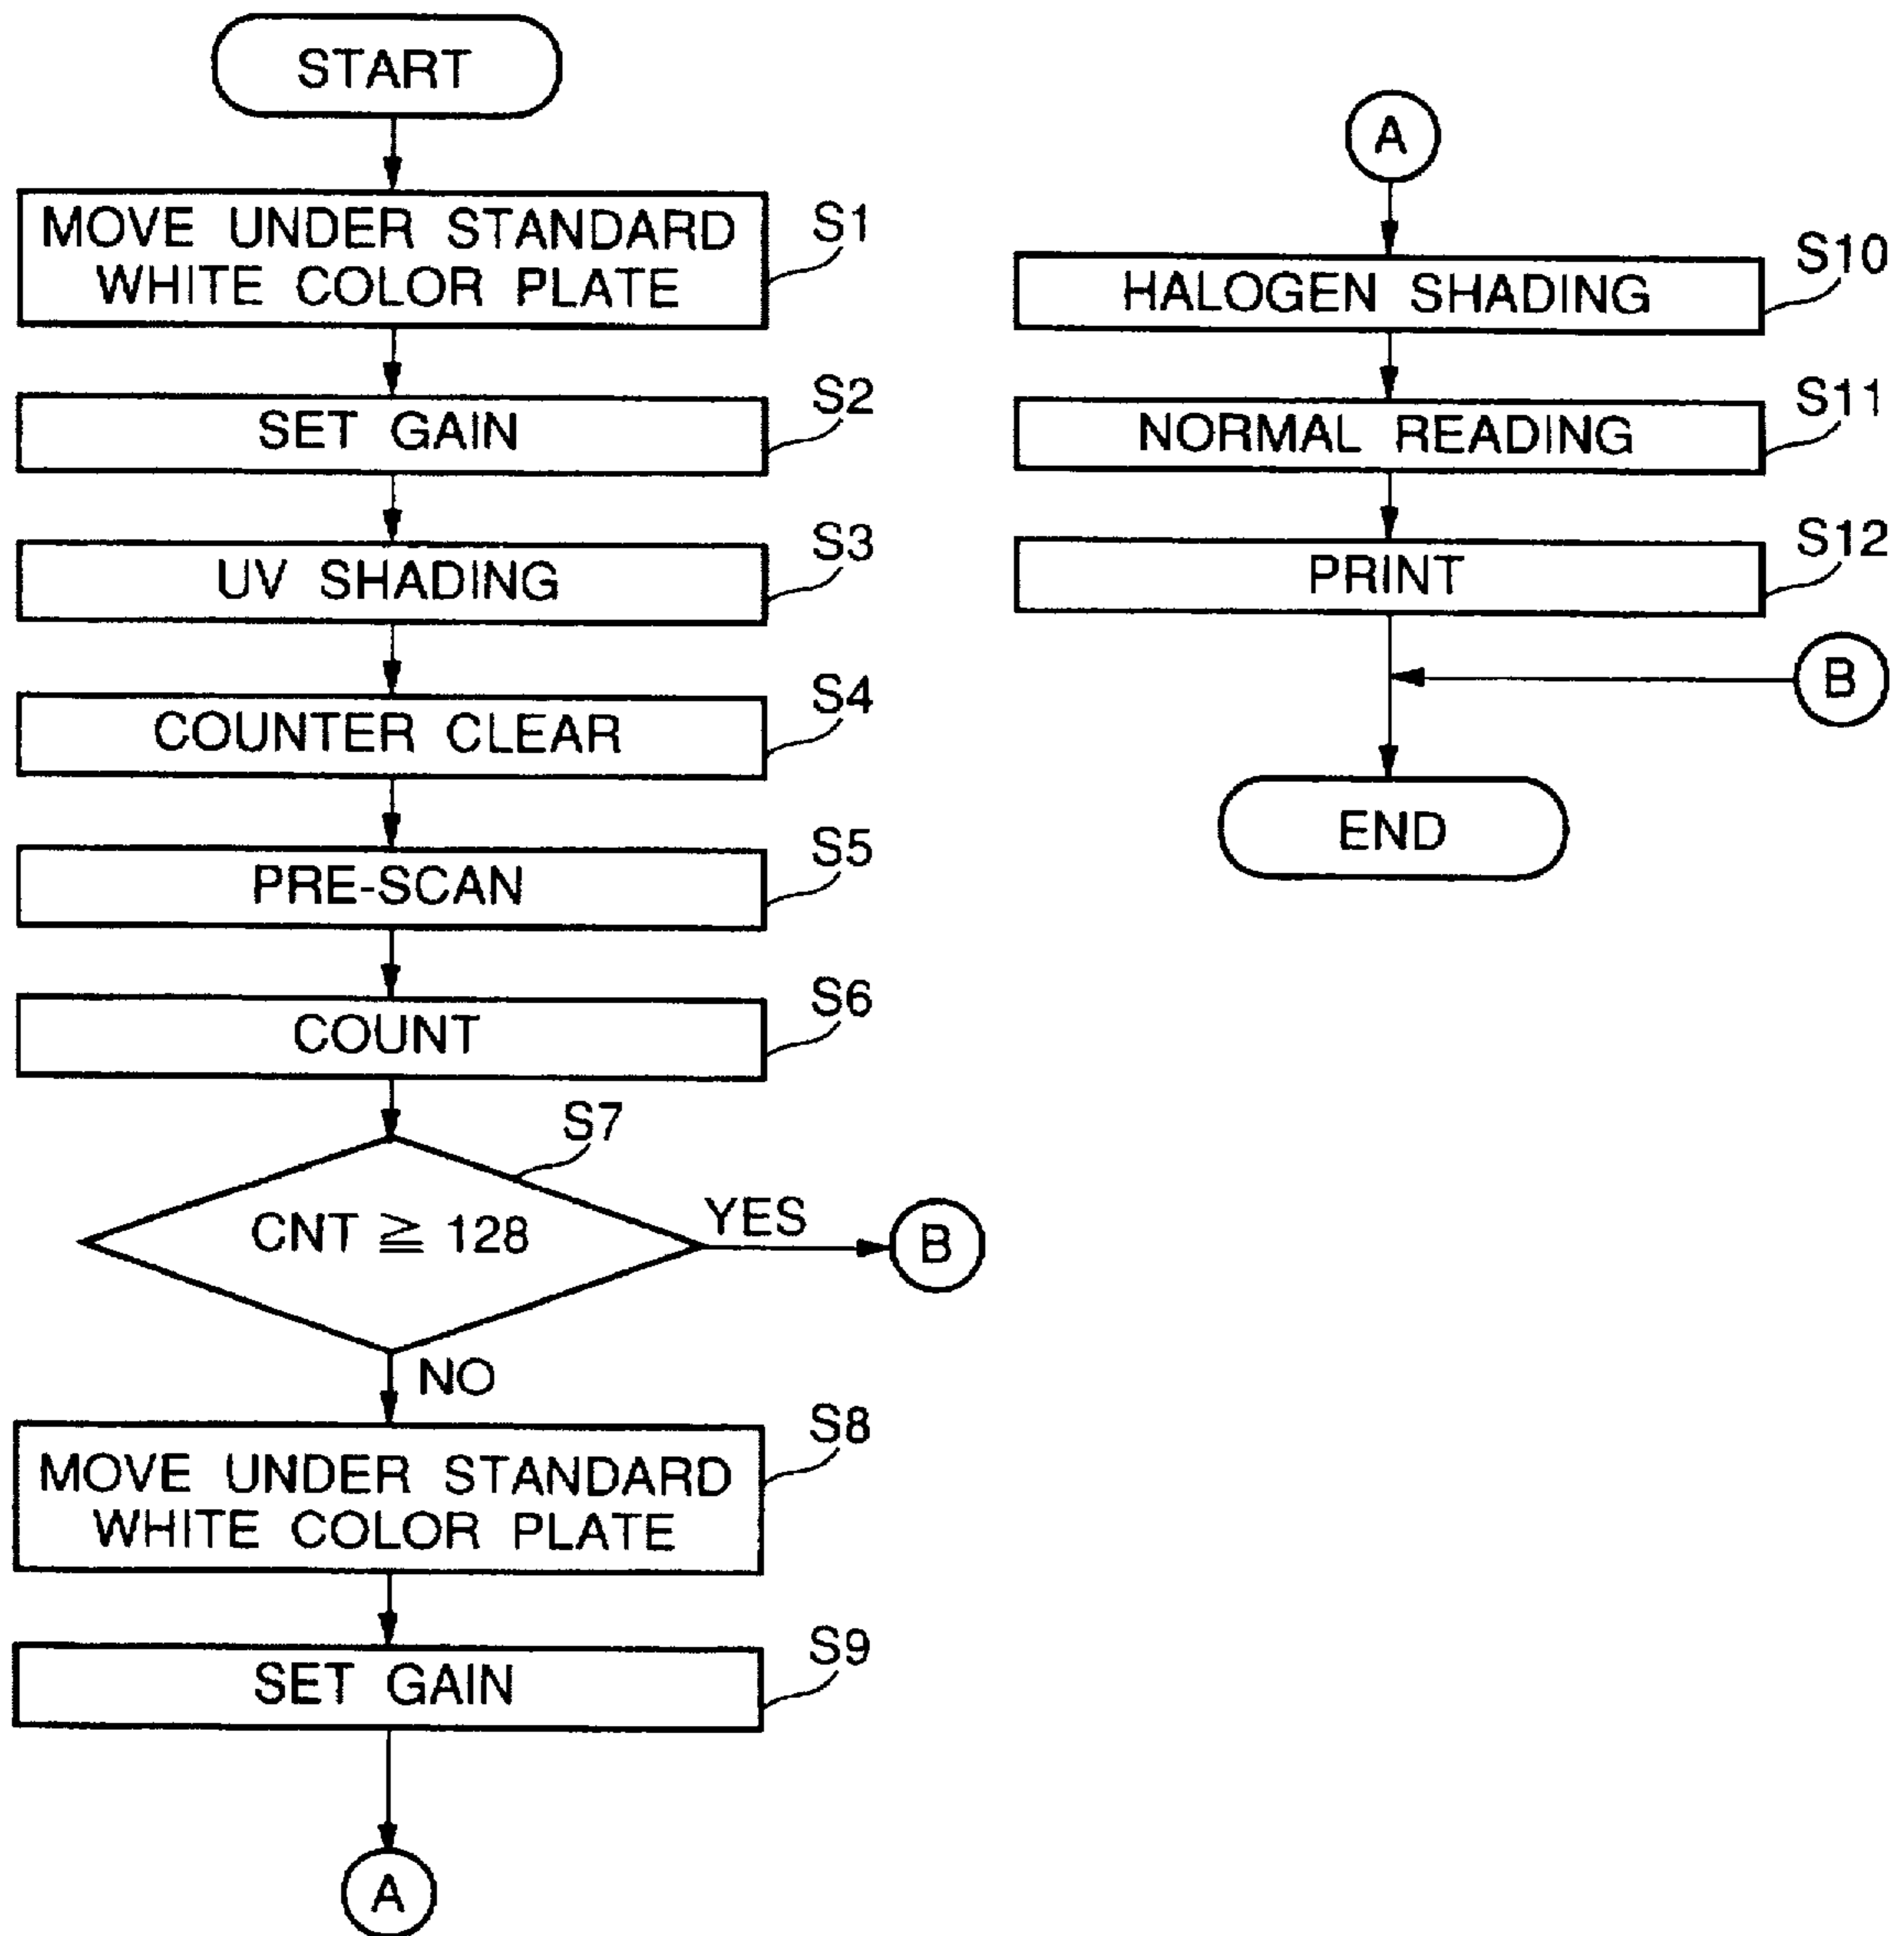 START
MOVE UNDER STANDARD
WHITE COLOR PLATE
S1
SET GAIN
S2
UV SHADING
S3
COUNTER CLEAR
S4
PRE-SCAN
S5
COUNT
S6
S7
CNT ≧ 128
YES
B
NO
MOVE UNDER STANDARD
WHITE COLOR PLATE
S8
SET GAIN
S9
A
A
HALOGEN SHADING
S10
NORMAL READING
S11
PRINT
S12
B
END